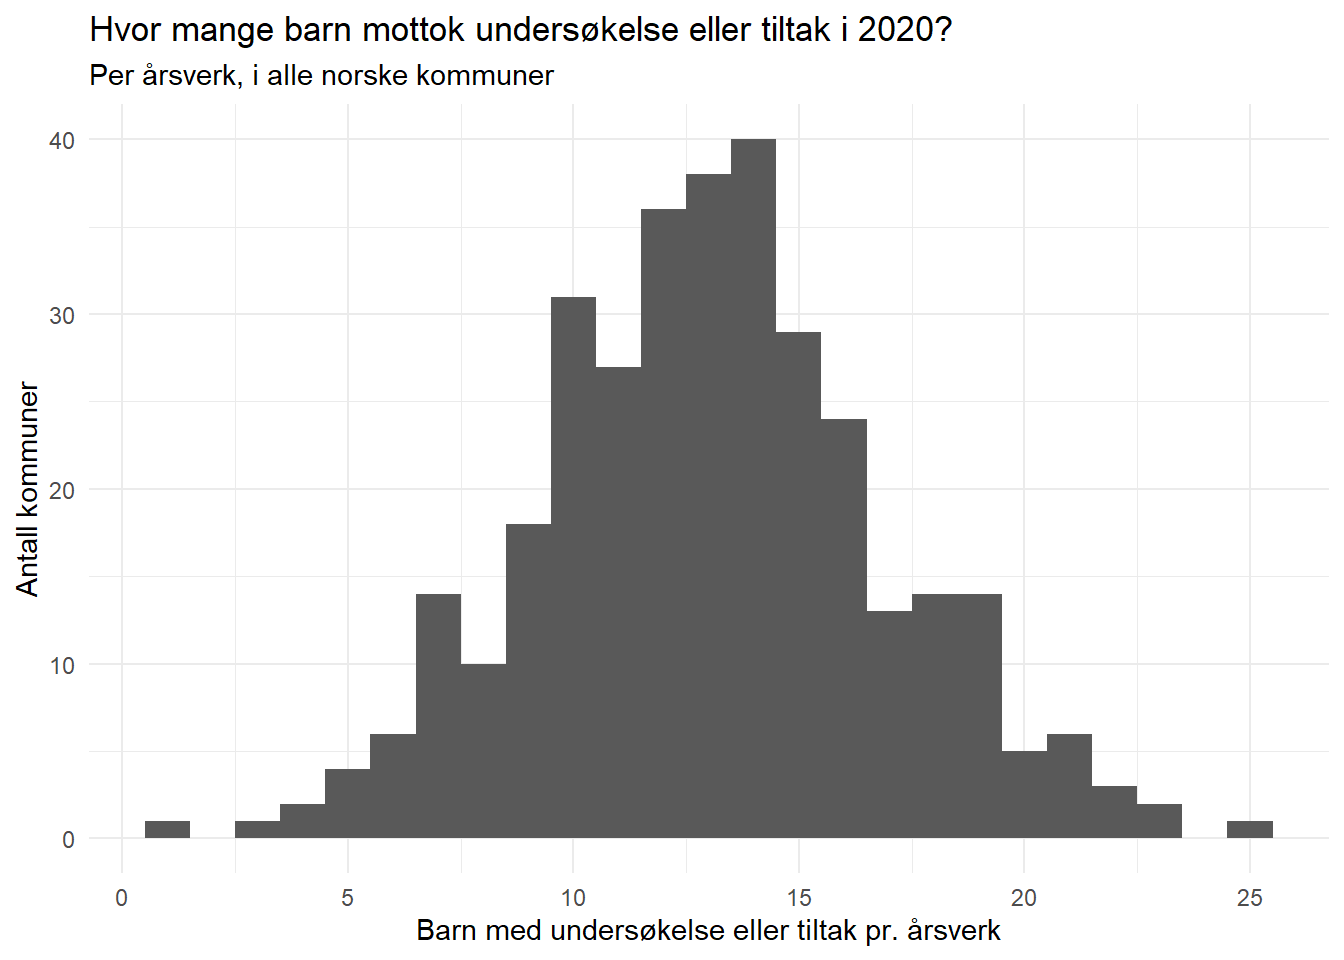 Hvor mange barn mottok undersøkelse eller tiltak i 2020?
Per årsverk, i alle norske kommuner
40
30
20
10
0
Antall kommuner
0 5 10 15 20 25
Barn med undersøkelse eller tiltak pr. årsverk